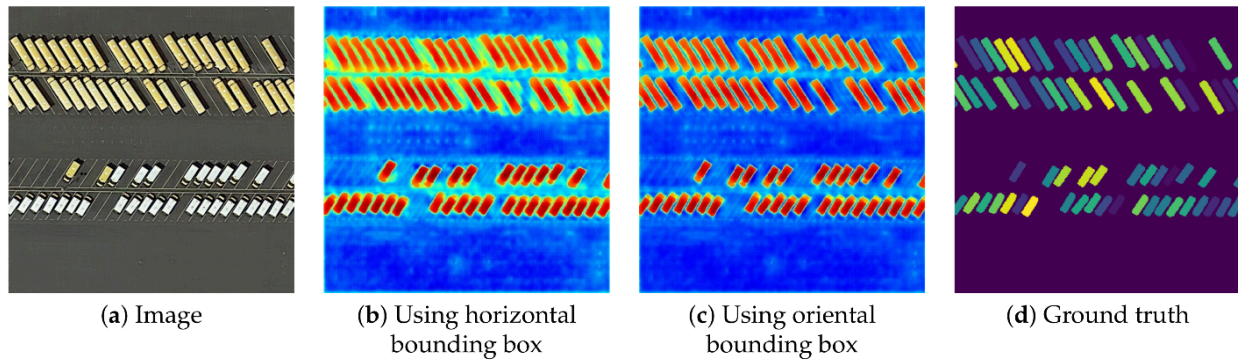 (a) Image
(b) Using horizontal
bounding box
(c) Using oriental
bounding box
(d) Ground truth